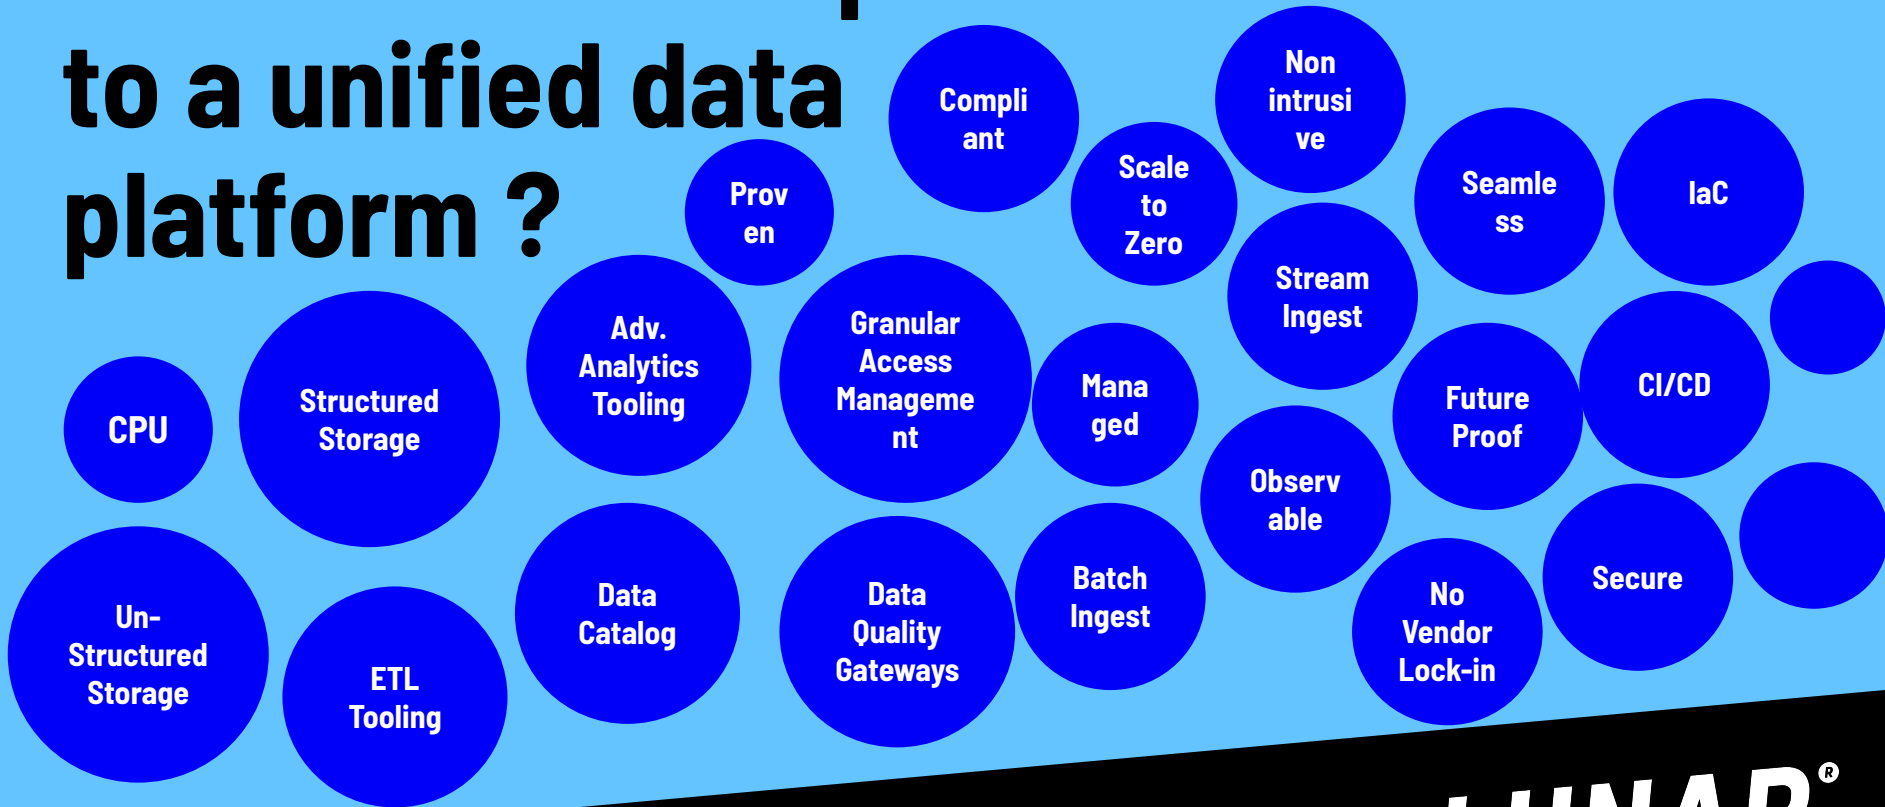 to a unified data
platform ?
Compli
ant
Non
intrusi
ve
Scale
to
Zero
Seamle
ss
IaC
Prov
en
Stream
Ingest
Adv.
Analytics
Tooling
Granular
Access
Manageme
nt
Mana
ged
Future
Proof
CI/CD
CPU
Structured
Storage
Observ
able
Un-
Structured
Storage
ETL
Tooling
Data
Catalog
Data
Quality
Gateways
Batch
Ingest
No
Vendor
Lock-in
Secure
LUNAR®